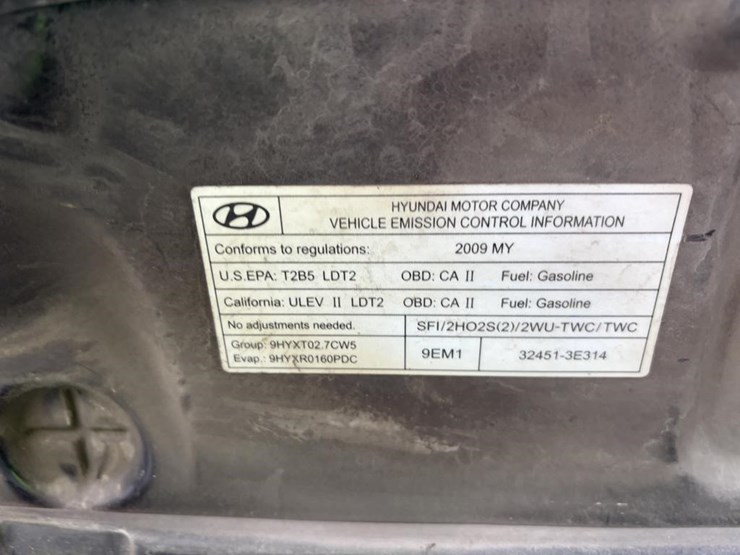 HYUNDAI MOTOR COMPANY
VEHICLE EMISSION CONTROL INFORMATION
Conforms to regulations: 2009 MY
U.S.EPA: T2B5 LDT2 OBD: CA II Fuel: Gasoline
California: ULEV II LDT2 OBD: CA II Fuel: Gasoline
No adjustments needed. SFI/2HO2S(2)/2WU-TWC/TWC
Group: 9HYXT02.7CW5
Evap.: 9HYXR0160PDC
9EM1 32451-3E314